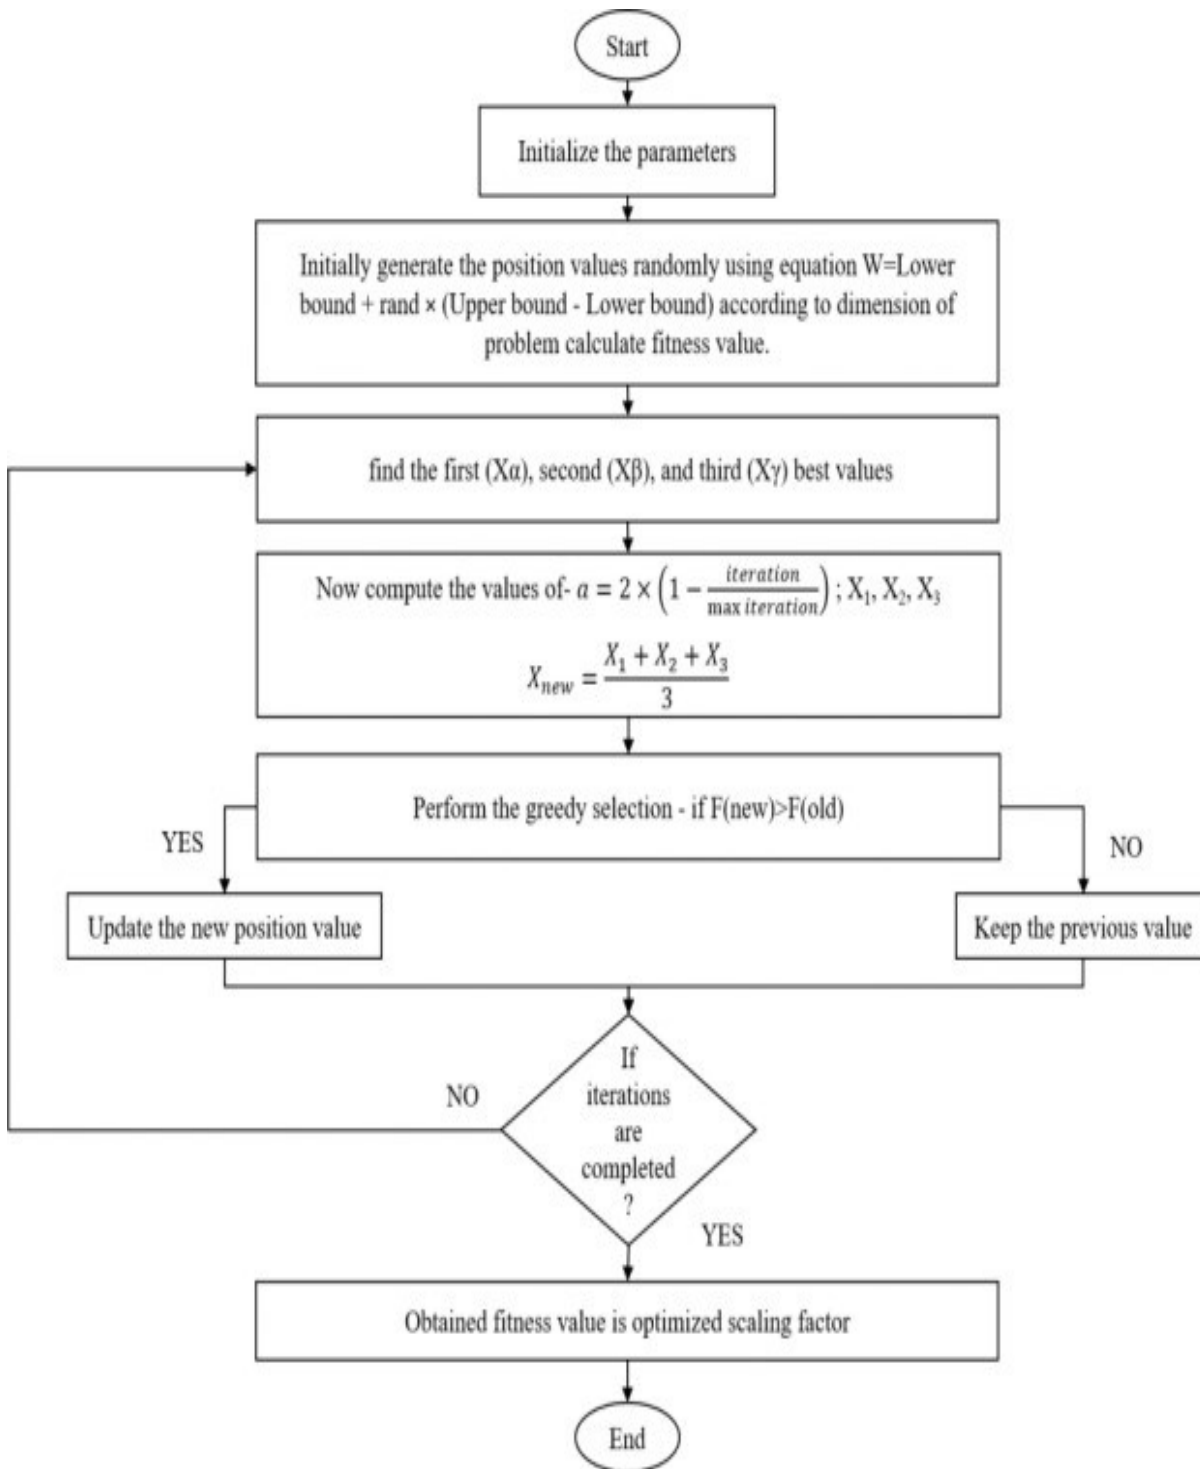 Start
Initialize the parameters
Initially generate the position values randomly using equation W=Lower
bound + rand × (Upper bound - Lower bound) according to dimension of
problem calculate fitness value.
find the first (Xα), second (Xβ), and third (Xγ) best values
Now compute the values of- a = 2 × (1 − iteration / max iteration) ; X₁, X₂, X₃
Xnew = (X₁ + X₂ + X₃) / 3
Perform the greedy selection - if F(new)>F(old)
YES
NO
Update the new position value
Keep the previous value
If
iterations
are
completed
?
NO
YES
Obtained fitness value is optimized scaling factor
End